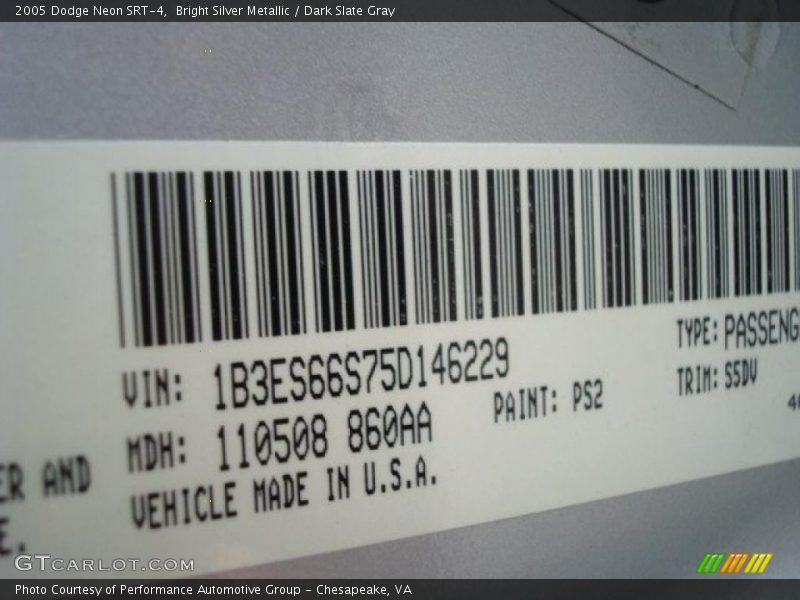 2005 Dodge Neon SRT-4, Bright Silver Metallic / Dark Slate Gray
VIN: 1B3ES66S75D146229
TYPE: PASSENG
MDH: 110508 860AA
PAINT: PS2
TRIM: S5DV
ER AND
VEHICLE MADE IN U.S.A.
E.
GTCARLOT.COM
Photo Courtesy of Performance Automotive Group - Chesapeake, VA